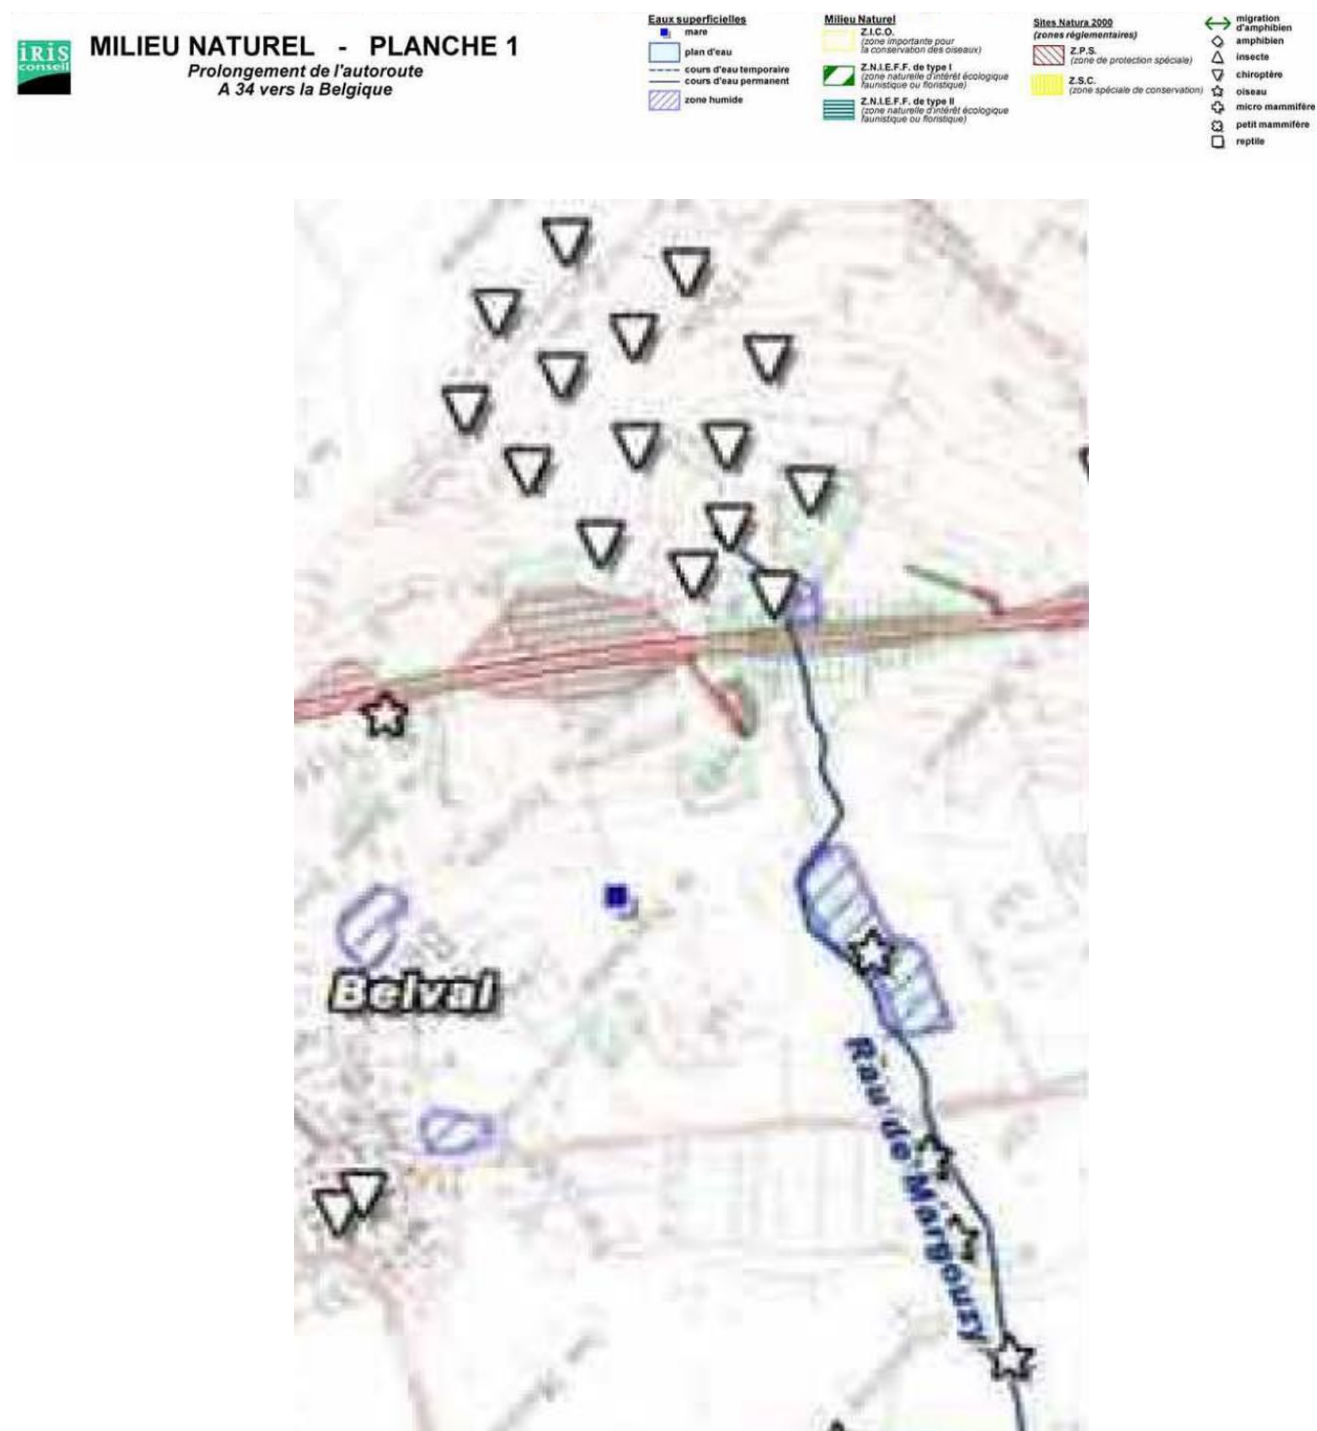 iRiS
conseil
MILIEU NATUREL - PLANCHE 1
Prolongement de l'autoroute
A 34 vers la Belgique
Eaux superficielles
mare
plan d'eau
cours d'eau temporaire
cours d'eau permanent
zone humide
Milieu Naturel
Z.I.C.O.
(zone importante pour
la conservation des oiseaux)
Z.N.I.E.F.F. de type I
(zone naturelle d'intérêt écologique
faunistique ou floristique)
Z.N.I.E.F.F. de type II
(zone naturelle d'intérêt écologique
faunistique ou floristique)
Sites Natura 2000
(zones réglementaires)
Z.P.S.
(zone de protection spéciale)
Z.S.C.
(zone spéciale de conservation)
migration
d'amphibien
amphibien
insecte
chiroptère
oiseau
micro mammifère
petit mammifère
reptile
Belval
Rau de Margouzy